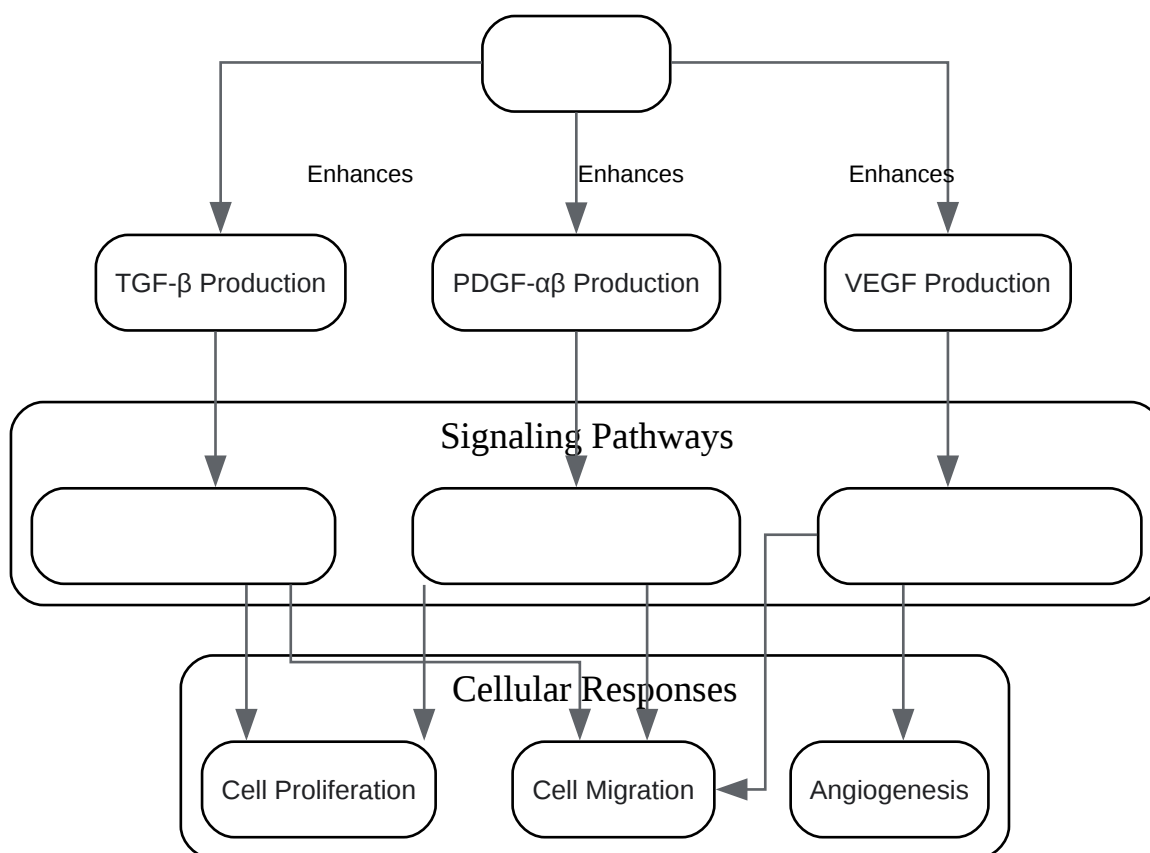 Enhances
Enhances
Enhances
TGF-β Production
PDGF-αβ Production
VEGF Production
Signaling Pathways
Cellular Responses
Cell Proliferation
Cell Migration
Angiogenesis